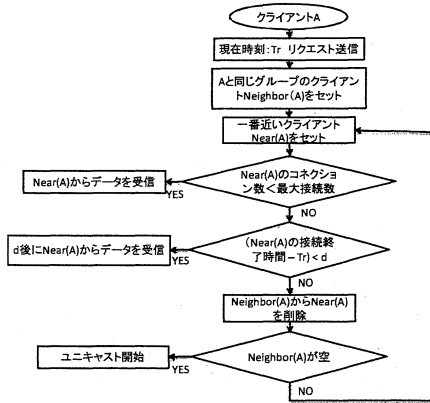 クライアントA
現在時刻:Tr リクエスト送信
Aと同じグループのクライアン
トNeighbor(A)をセット
一番近いクライアント
Near(A)をセット
Near(A)のコネクショ
ン数<最大接続数
YES
Near(A)からデータを受信
NO
(Near(A)の接続終
了時間-Tr)<d
YES
d後にNear(A)からデータを受信
NO
Neighbor(A)からNear(A)
を削除
Neighbor(A)が空
YES
ユニキャスト開始
NO